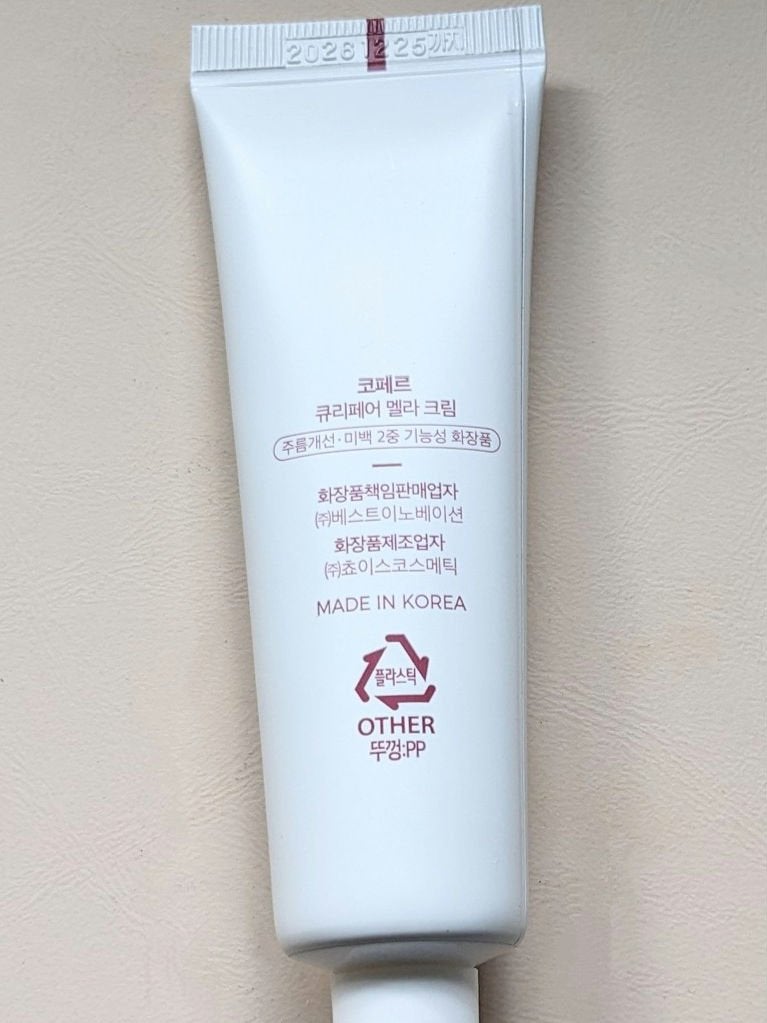 20261225까지
코페르
큐리페어 멜라 크림
주름개선·미백 2중 기능성 화장품
화장품책임판매업자
㈜베스트이노베이션
화장품제조업자
㈜쵸이스코스메틱
MADE IN KOREA
플라스틱
OTHER
뚜껑:PP